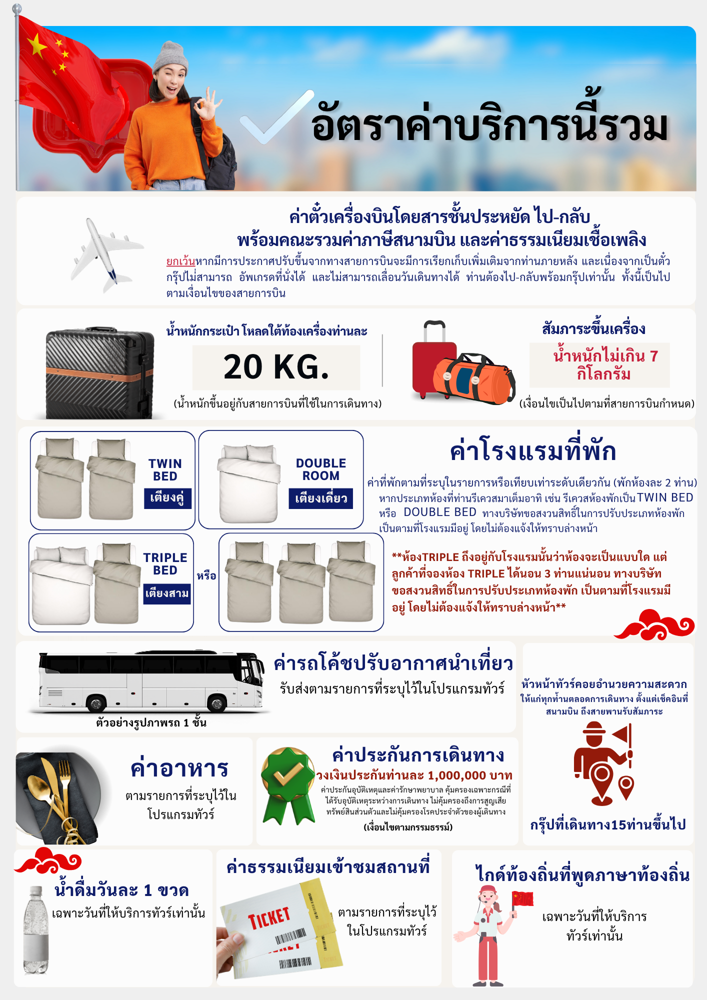 อัตราค่าบริการนี้รวม
ค่าตั๋วเครื่องบินโดยสารชั้นประหยัด ไป-กลับ
พร้อมคณะรวมค่าภาษีสนามบิน และค่าธรรมเนียมเชื้อเพลิง
ยกเว้นหากมีการประกาศปรับขึ้นจากทางสายการบินจะมีการเรียกเก็บเพิ่มเติมจากท่านภายหลัง และเนื่องจากเป็นตั๋ว
กรุ๊ปไม่สามารถ อัพเกรดที่นั่งได้ และไม่สามารถเลื่อนวันเดินทางได้ ท่านต้องไป-กลับพร้อมกรุ๊ปเท่านั้น ทั้งนี้เป็นไป
ตามเงื่อนไขของสายการบิน
น้ำหนักกระเป๋า โหลดใต้ท้องเครื่องท่านละ
20 KG.
(น้ำหนักขึ้นอยู่กับสายการบินที่ใช้ในการเดินทาง)
สัมภาระขึ้นเครื่อง
น้ำหนักไม่เกิน 7
กิโลกรัม
(เงื่อนไขเป็นไปตามที่สายการบินกำหนด)
TWIN
BED
เตียงคู่
DOUBLE
ROOM
เตียงเดี่ยว
ค่าโรงแรมที่พัก
ค่าที่พักตามที่ระบุในรายการหรือเทียบเท่าระดับเดียวกัน (พักห้องละ 2 ท่าน)
หากประเภทห้องที่ท่านรีเควสมาเต็มอาทิ เช่น รีเควสห้องพักเป็น TWIN BED
หรือ DOUBLE BED ทางบริษัทขอสงวนสิทธิ์ในการปรับประเภทห้องพัก
เป็นตามที่โรงแรมมีอยู่ โดยไม่ต้องแจ้งให้ทราบล่างหน้า
TRIPLE
BED
เตียงสาม
หรือ
**ห้องTRIPLE ถึงอยู่กับโรงแรมนั้นว่าห้องจะเป็นแบบใด แต่
ลูกค้าที่จองห้อง TRIPLE ได้นอน 3 ท่านแน่นอน ทางบริษัท
ขอสงวนสิทธิ์ในการปรับประเภทห้องพัก เป็นตามที่โรงแรมมี
อยู่ โดยไม่ต้องแจ้งให้ทราบล่างหน้า**
ค่ารถโค้ชปรับอากาศนำเที่ยว
รับส่งตามรายการที่ระบุไว้ในโปรแกรมทัวร์
ตัวอย่างรูปภาพรถ 1 ชั้น
หัวหน้าทัวร์คอยอำนวยความสะดวก
ให้แก่ทุกท่านตลอดการเดินทาง ตั้งแต่เช็คอินที่
สนามบิน ถึงสายพานรับสัมภาระ
กรุ๊ปที่เดินทาง15ท่านขึ้นไป
ค่าอาหาร
ตามรายการที่ระบุไว้ใน
โปรแกรมทัวร์
ค่าประกันการเดินทาง
วงเงินประกันท่านละ 1,000,000 บาท
ค่าประกันอุบัติเหตุและค่ารักษาพยาบาล คุ้มครองเฉพาะกรณีที่
ได้รับอุบัติเหตุระหว่างการเดินทาง ไม่คุ้มครองถึงการสูญเสีย
ทรัพย์สินส่วนตัวและไม่คุ้มครองโรคประจำตัวของผู้เดินทาง
(เงื่อนไขตามกรรมธรรม์)
น้ำดื่มวันละ 1 ขวด
เฉพาะวันที่ให้บริการทัวร์เท่านั้น
ค่าธรรมเนียมเข้าชมสถานที่
TICKET
ตามรายการที่ระบุไว้
ในโปรแกรมทัวร์
ไกด์ท้องถิ่นที่พูดภาษาท้องถิ่น
เฉพาะวันที่ให้บริการ
ทัวร์เท่านั้น